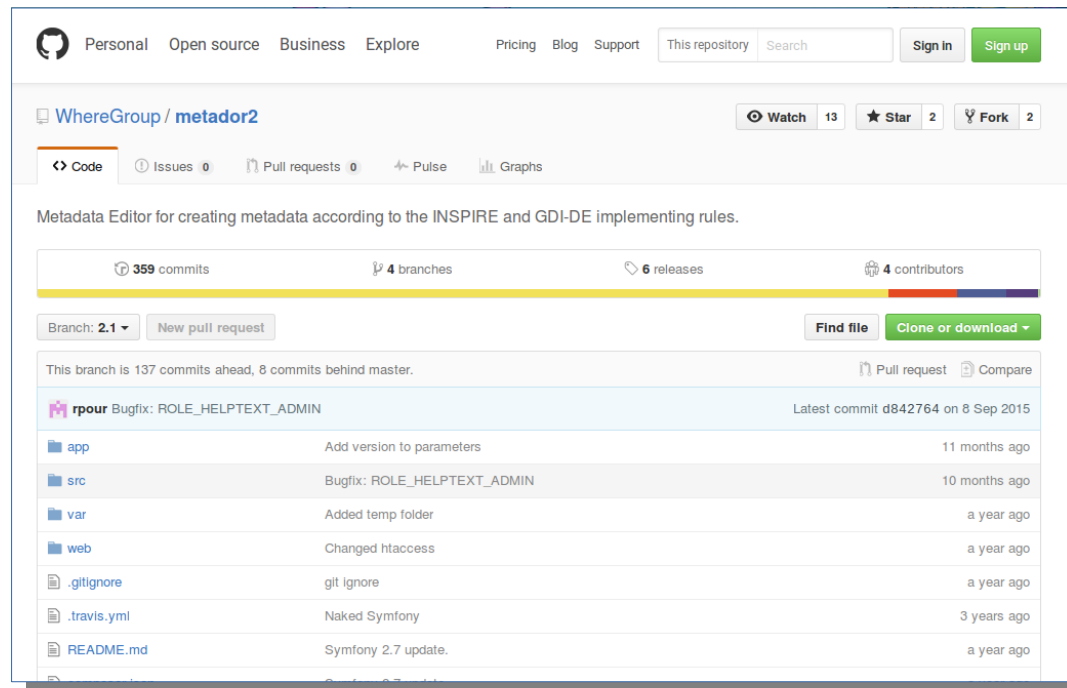 Personal Open source Business Explore Pricing Blog Support This repository Search Sign in Sign up
WhereGroup / metador2 Watch 13 Star 2 Fork 2
Code Issues 0 Pull requests 0 Pulse Graphs
Metadata Editor for creating metadata according to the INSPIRE and GDI-DE implementing rules.
359 commits 4 branches 6 releases 4 contributors
Branch: 2.1 New pull request Find file Clone or download
This branch is 137 commits ahead, 8 commits behind master. Pull request Compare
rpour Bugfix: ROLE_HELPTEXT_ADMIN Latest commit d842764 on 8 Sep 2015
app Add version to parameters 11 months ago
src Bugfix: ROLE_HELPTEXT_ADMIN 10 months ago
var Added temp folder a year ago
web Changed htaccess a year ago
.gitignore git ignore a year ago
.travis.yml Naked Symfony 3 years ago
README.md Symfony 2.7 update. a year ago